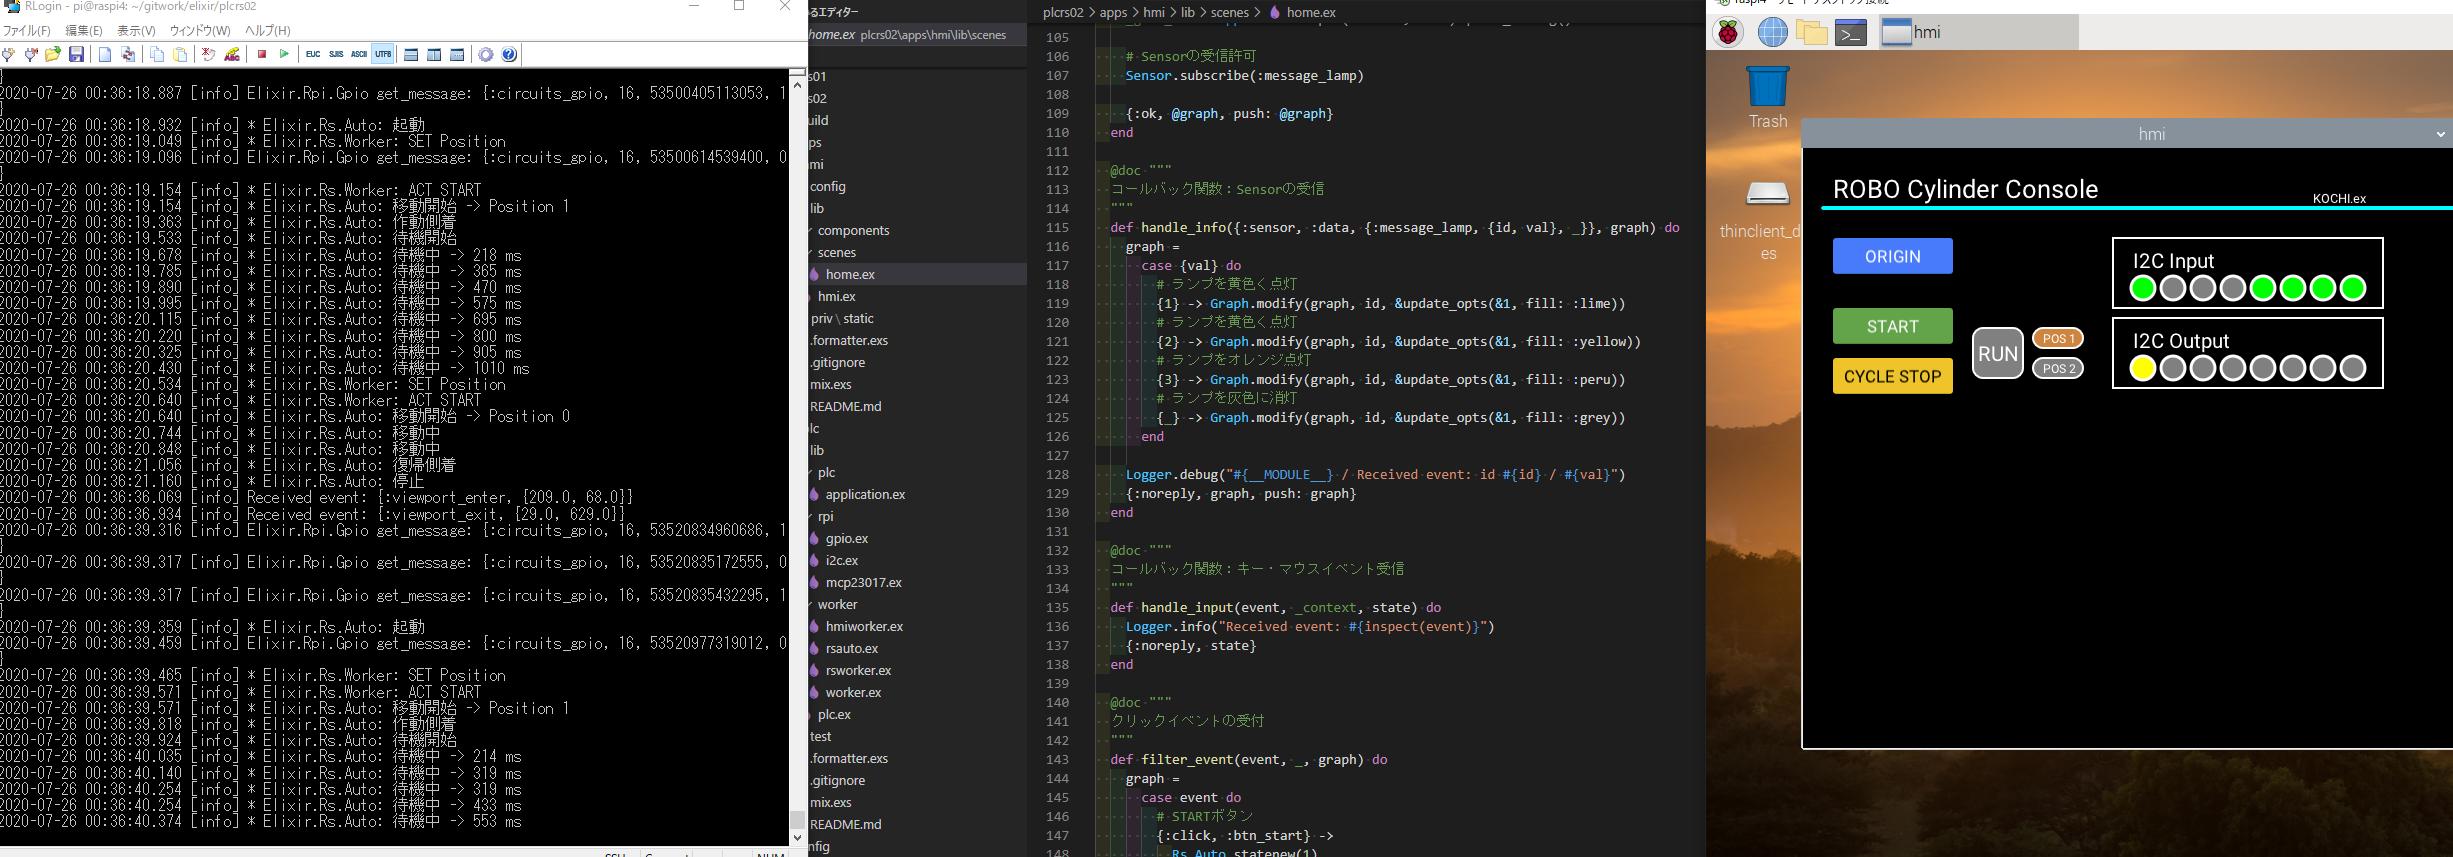 RLogin - pi@raspi4: ~/gitwork/elixir/plcrs02
ファイル(F) 編集(E) 表示(V) ウィンドウ(W) ヘルプ(H)
EUC SJIS ASCII UTF8
}
2020-07-26 00:36:18.887 [info] Elixir.Rpi.Gpio get_message: {:circuits_gpio, 16, 53500405113053, 1
}
2020-07-26 00:36:18.932 [info] * Elixir.Rs.Auto: 起動
2020-07-26 00:36:19.049 [info] * Elixir.Rs.Worker: SET Position
2020-07-26 00:36:19.096 [info] Elixir.Rpi.Gpio get_message: {:circuits_gpio, 16, 53500614539400, 0
}
2020-07-26 00:36:19.154 [info] * Elixir.Rs.Worker: ACT START
2020-07-26 00:36:19.154 [info] * Elixir.Rs.Auto: 移動開始 -> Position 1
2020-07-26 00:36:19.363 [info] * Elixir.Rs.Auto: 作動側着
2020-07-26 00:36:19.533 [info] * Elixir.Rs.Auto: 待機開始
2020-07-26 00:36:19.678 [info] * Elixir.Rs.Auto: 待機中 -> 218 ms
2020-07-26 00:36:19.785 [info] * Elixir.Rs.Auto: 待機中 -> 365 ms
2020-07-26 00:36:19.890 [info] * Elixir.Rs.Auto: 待機中 -> 470 ms
2020-07-26 00:36:19.995 [info] * Elixir.Rs.Auto: 待機中 -> 575 ms
2020-07-26 00:36:20.115 [info] * Elixir.Rs.Auto: 待機中 -> 695 ms
2020-07-26 00:36:20.220 [info] * Elixir.Rs.Auto: 待機中 -> 800 ms
2020-07-26 00:36:20.325 [info] * Elixir.Rs.Auto: 待機中 -> 905 ms
2020-07-26 00:36:20.430 [info] * Elixir.Rs.Auto: 待機中 -> 1010 ms
2020-07-26 00:36:20.534 [info] * Elixir.Rs.Worker: SET Position
2020-07-26 00:36:20.640 [info] * Elixir.Rs.Worker: ACT START
2020-07-26 00:36:20.640 [info] * Elixir.Rs.Auto: 移動開始 -> Position 0
2020-07-26 00:36:20.744 [info] * Elixir.Rs.Auto: 移動中
2020-07-26 00:36:20.848 [info] * Elixir.Rs.Auto: 移動中
2020-07-26 00:36:21.056 [info] * Elixir.Rs.Auto: 復帰側着
2020-07-26 00:36:21.160 [info] * Elixir.Rs.Auto: 停止
2020-07-26 00:36:36.069 [info] Received event: {:viewport_enter, {209.0, 68.0}}
2020-07-26 00:36:36.934 [info] Received event: {:viewport_exit, {29.0, 629.0}}
2020-07-26 00:36:39.316 [info] Elixir.Rpi.Gpio get_message: {:circuits_gpio, 16, 53520834960686, 1
}
2020-07-26 00:36:39.317 [info] Elixir.Rpi.Gpio get_message: {:circuits_gpio, 16, 53520835172555, 0
}
2020-07-26 00:36:39.317 [info] Elixir.Rpi.Gpio get_message: {:circuits_gpio, 16, 53520835432295, 1
}
2020-07-26 00:36:39.359 [info] * Elixir.Rs.Auto: 起動
2020-07-26 00:36:39.459 [info] Elixir.Rpi.Gpio get_message: {:circuits_gpio, 16, 53520977319012, 0
}
2020-07-26 00:36:39.465 [info] * Elixir.Rs.Worker: SET Position
2020-07-26 00:36:39.571 [info] * Elixir.Rs.Worker: ACT START
2020-07-26 00:36:39.571 [info] * Elixir.Rs.Auto: 移動開始 -> Position 1
2020-07-26 00:36:39.818 [info] * Elixir.Rs.Auto: 作動側着
2020-07-26 00:36:39.924 [info] * Elixir.Rs.Auto: 待機開始
2020-07-26 00:36:40.035 [info] * Elixir.Rs.Auto: 待機中 -> 214 ms
2020-07-26 00:36:40.140 [info] * Elixir.Rs.Auto: 待機中 -> 319 ms
2020-07-26 00:36:40.254 [info] * Elixir.Rs.Auto: 待機中 -> 319 ms
2020-07-26 00:36:40.254 [info] * Elixir.Rs.Auto: 待機中 -> 433 ms
2020-07-26 00:36:40.374 [info] * Elixir.Rs.Auto: 待機中 -> 553 ms
るエディター
home.ex plcrs02\apps\hmi\lib\scenes
s01
s02
uild
ps
mi
config
lib
components
scenes
home.ex
hmi.ex
priv \ static
.formatter.exs
.gitignore
mix.exs
README.md
lc
lib
plc
application.ex
rpi
gpio.ex
i2c.ex
mcp23017.ex
worker
hmiworker.ex
rsauto.ex
rsworker.ex
worker.ex
plc.ex
test
.formatter.exs
.gitignore
mix.exs
README.md
nfig
plcrs02 > apps > hmi > lib > scenes > home.ex
105
106 # Sensorの受信許可
107 Sensor.subscribe(:message_lamp)
108
109 {:ok, @graph, push: @graph}
110 end
111
112 @doc """
113 コールバック関数：Sensorの受信
114 """
115 def handle_info({:sensor, :data, {:message_lamp, {id, val}, _}}, graph) do
116 graph =
117 case {val} do
118 # ランプを黄色く点灯
119 {1} -> Graph.modify(graph, id, &update_opts(&1, fill: :lime))
120 # ランプを黄色く点灯
121 {2} -> Graph.modify(graph, id, &update_opts(&1, fill: :yellow))
122 # ランプをオレンジ点灯
123 {3} -> Graph.modify(graph, id, &update_opts(&1, fill: :peru))
124 # ランプを灰色に消灯
125 {_} -> Graph.modify(graph, id, &update_opts(&1, fill: :grey))
126 end
127
128 Logger.debug("#{__MODULE__} / Received event: id #{id} / #{val}")
129 {:noreply, graph, push: graph}
130 end
131
132 @doc """
133 コールバック関数：キー・マウスイベント受信
134 """
135 def handle_input(event, _context, state) do
136 Logger.info("Received event: #{inspect(event)}")
137 {:noreply, state}
138 end
139
140 @doc """
141 クリックイベントの受付
142 """
143 def filter_event(event, _, graph) do
144 graph =
145 case event do
146 # STARTボタン
147 {:click, :btn_start} ->
148 Rs.Auto.statenew(1)
hmi
Trash
thinclient_d
es
hmi
ROBO Cylinder Console
KOCHI.ex
ORIGIN
I2C Input
START
RUN
POS 1
POS 2
I2C Output
CYCLE STOP